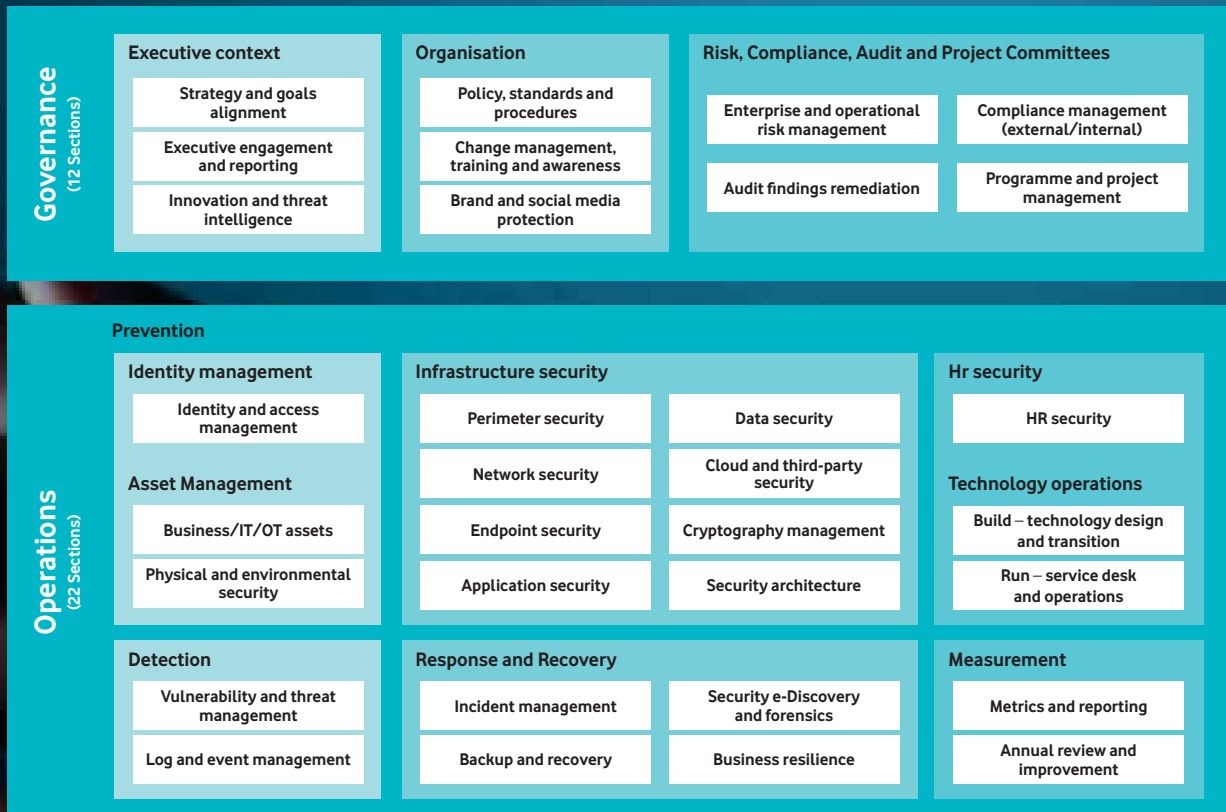 Governance
(12 Sections)
Executive context
Strategy and goals
alignment
Executive engagement
and reporting
Innovation and threat
intelligence
Organisation
Policy, standards and
procedures
Change management,
training and awareness
Brand and social media
protection
Risk, Compliance, Audit and Project Committees
Enterprise and operational
risk management
Compliance management
(external/internal)
Audit findings remediation
Programme and project
management
Operations
(22 Sections)
Prevention
Identity management
Identity and access
management
Asset Management
Business/IT/OT assets
Physical and environmental
security
Infrastructure security
Perimeter security
Data security
Network security
Cloud and third-party
security
Endpoint security
Cryptography management
Application security
Security architecture
Hr security
HR security
Technology operations
Build – technology design
and transition
Run – service desk
and operations
Detection
Vulnerability and threat
management
Log and event management
Response and Recovery
Incident management
Security e-Discovery
and forensics
Backup and recovery
Business resilience
Measurement
Metrics and reporting
Annual review and
improvement